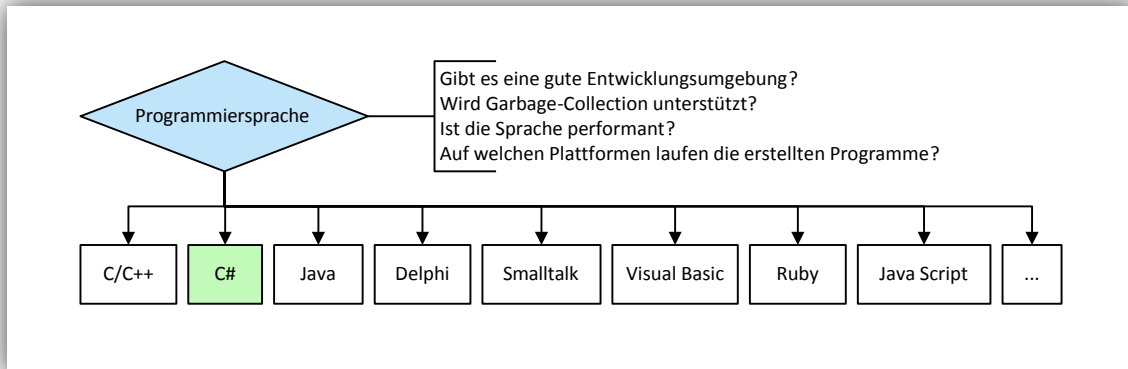 Programmiersprache
Gibt es eine gute Entwicklungsumgebung?
Wird Garbage-Collection unterstützt?
Ist die Sprache performant?
Auf welchen Plattformen laufen die erstellten Programme?
C/C++
C#
Java
Delphi
Smalltalk
Visual Basic
Ruby
Java Script
...